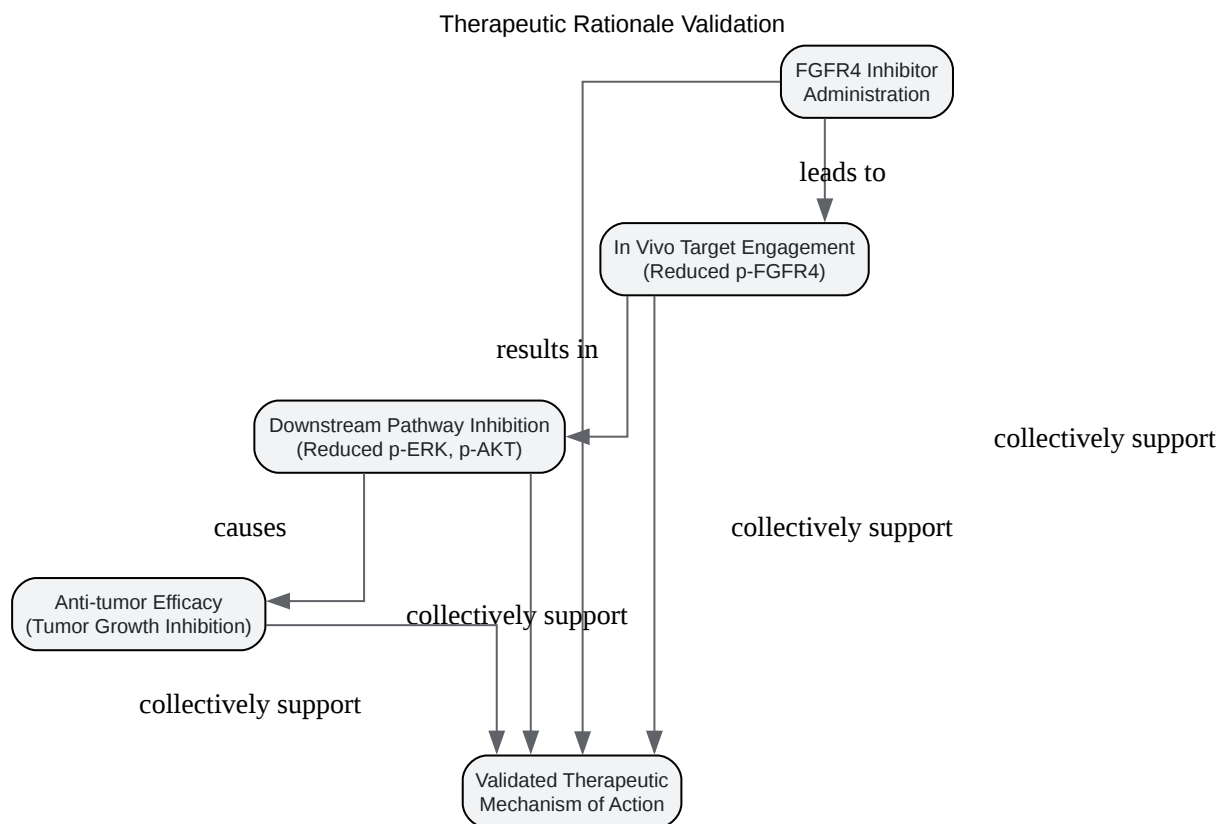 Therapeutic Rationale Validation
FGFR4 Inhibitor
Administration
leads to
In Vivo Target Engagement
(Reduced p-FGFR4)
results in
Downstream Pathway Inhibition
(Reduced p-ERK, p-AKT)
collectively support
causes
collectively support
Anti-tumor Efficacy
(Tumor Growth Inhibition)
collectively support
collectively support
Validated Therapeutic
Mechanism of Action